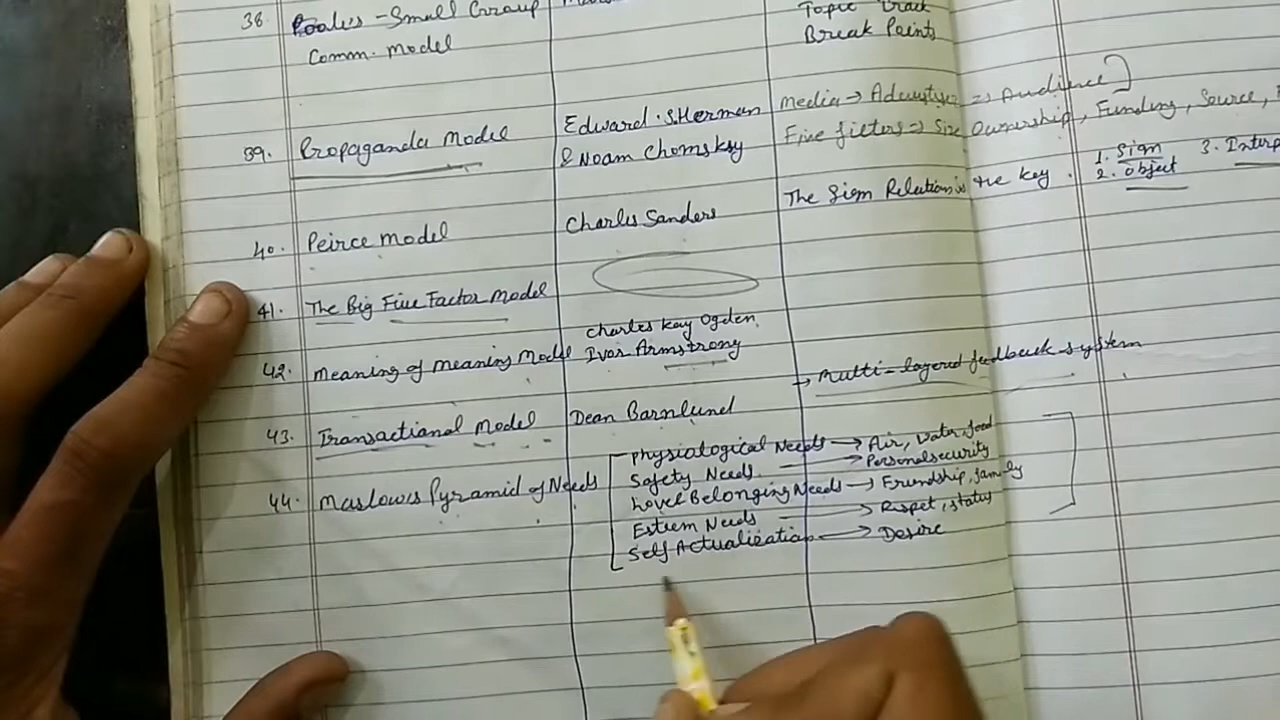 38. Poole's - Small Group
Comm. model
Topic Track
Break Points
39. Propaganda Model
Edward. S. Herman
& Noam Chomsky
Media → Advertiser => Audience]
Five filters => Size Ownership, Funding, Source,
40. Peirce Model
Charles Sanders
The Sign Relation is the key.
1. Sign
2. object
3. Interp
41. The Big Five Factor Model
42. Meaning of Meaning Model
Charles Kay Ogden
Ivor Armstrong
43. Transactional Model
Dean Barnlund
→ Multi-layered feedback system
44. Maslow's Pyramid of Needs
Physiological Needs → Air, Water, food
Safety Needs → Personal security
Love & Belonging Needs → Friendship, family
Esteem Needs → Respet, status
Self Actualization → Desire